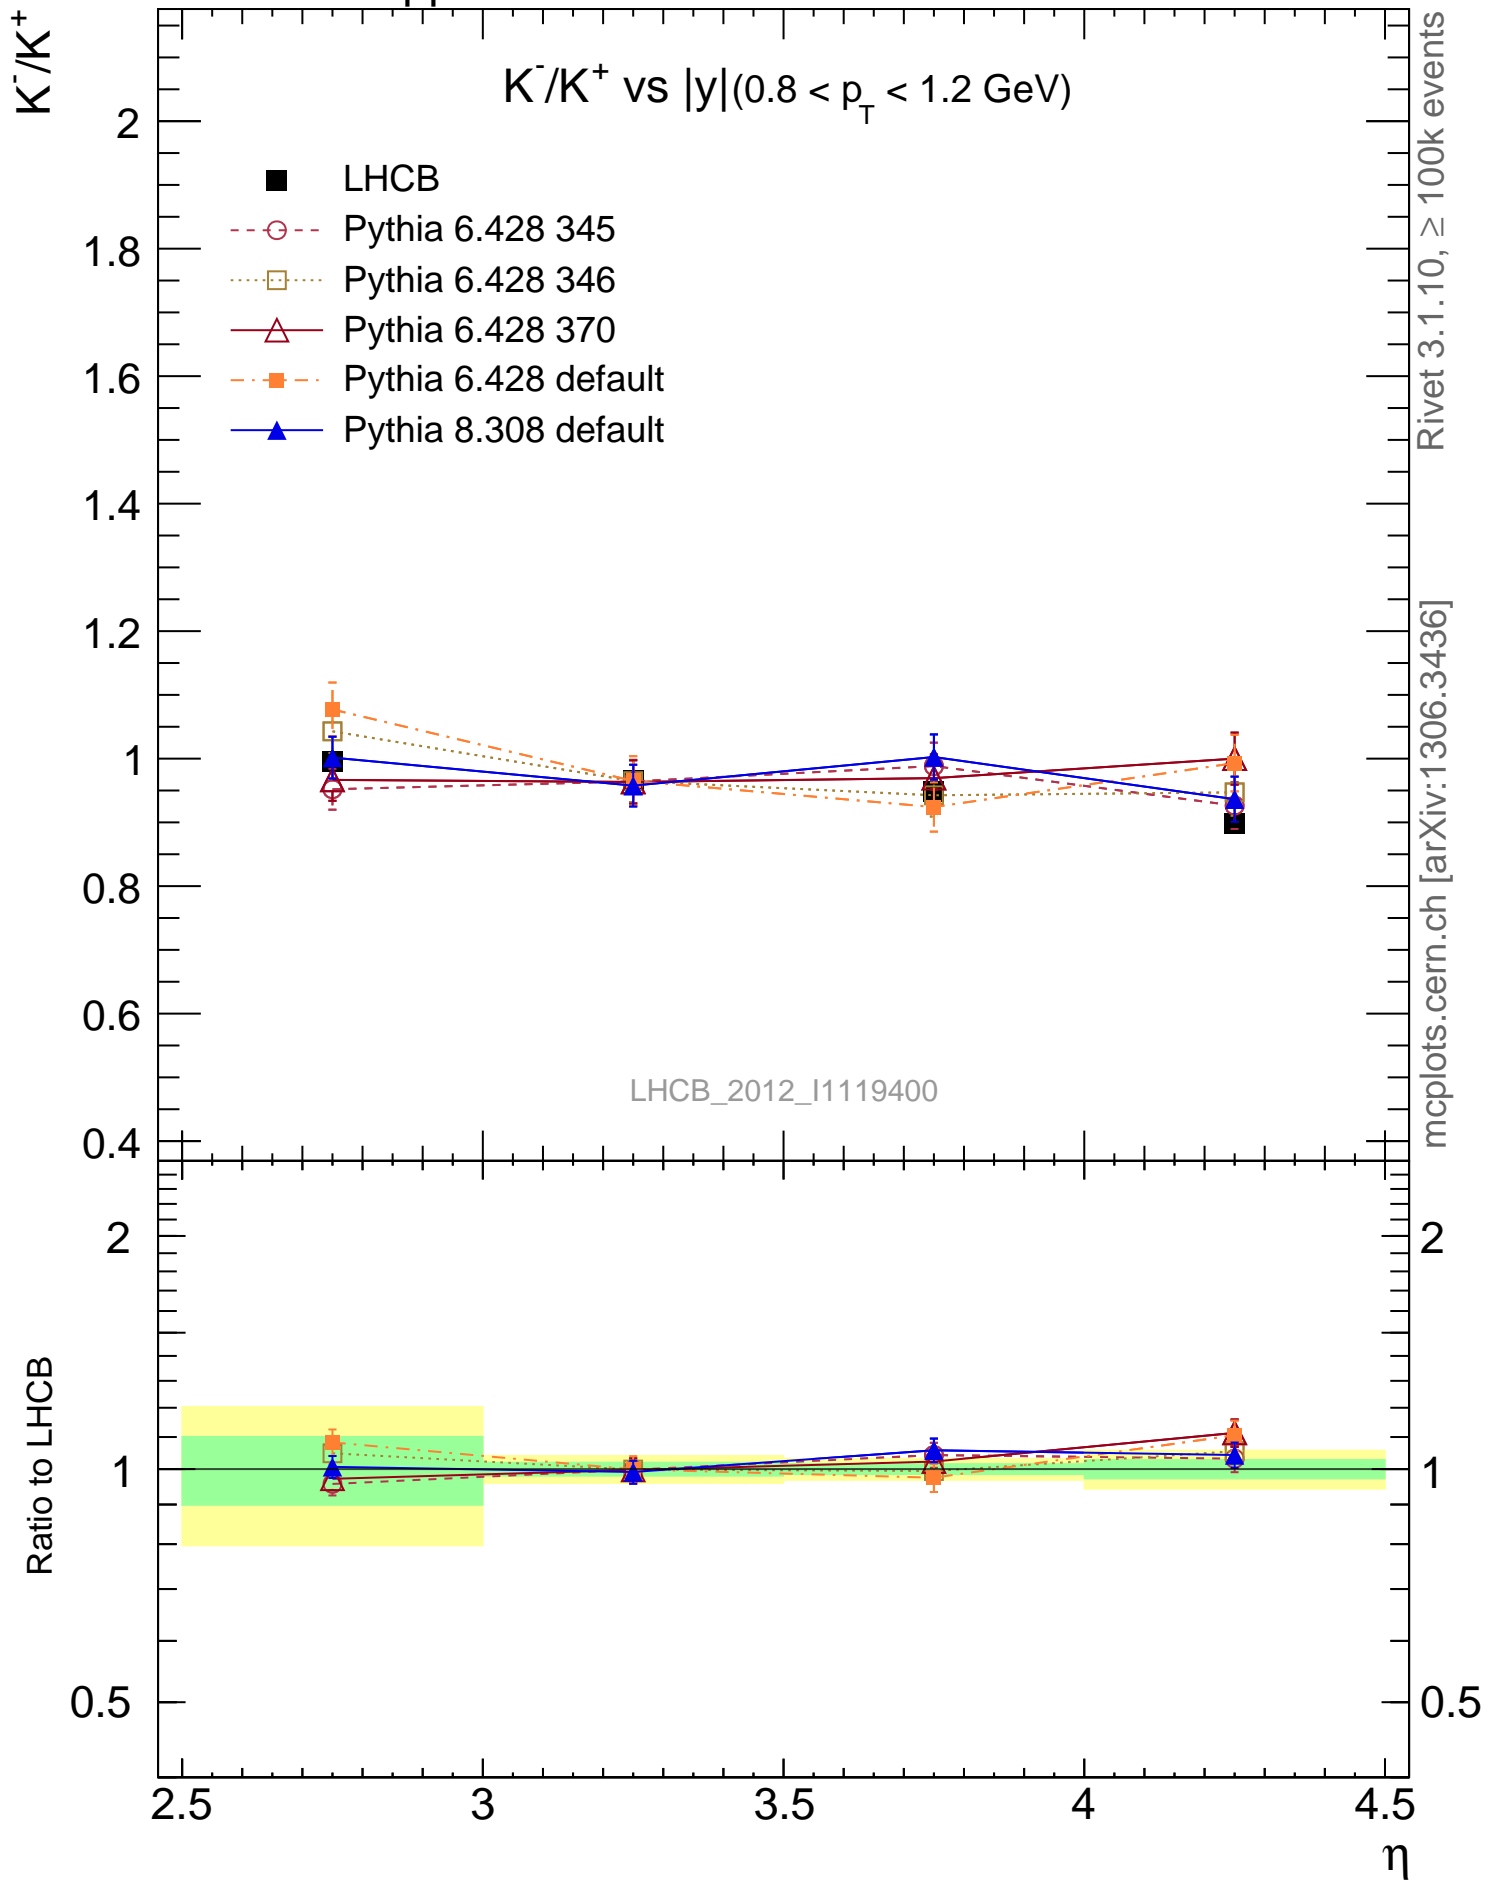 K⁻/K⁺
K⁻/K⁺ vs |y|(0.8 < p_T < 1.2 GeV)
LHCB
Pythia 6.428 345
Pythia 6.428 346
Pythia 6.428 370
Pythia 6.428 default
Pythia 8.308 default
2
1.8
1.6
1.4
1.2
1
0.8
0.6
0.4
LHCB_2012_I1119400
Rivet 3.1.10, ≥ 100k events
mcplots.cern.ch [arXiv:1306.3436]
Ratio to LHCB
2
1
0.5
2
1
0.5
2.5 3 3.5 4 4.5
η